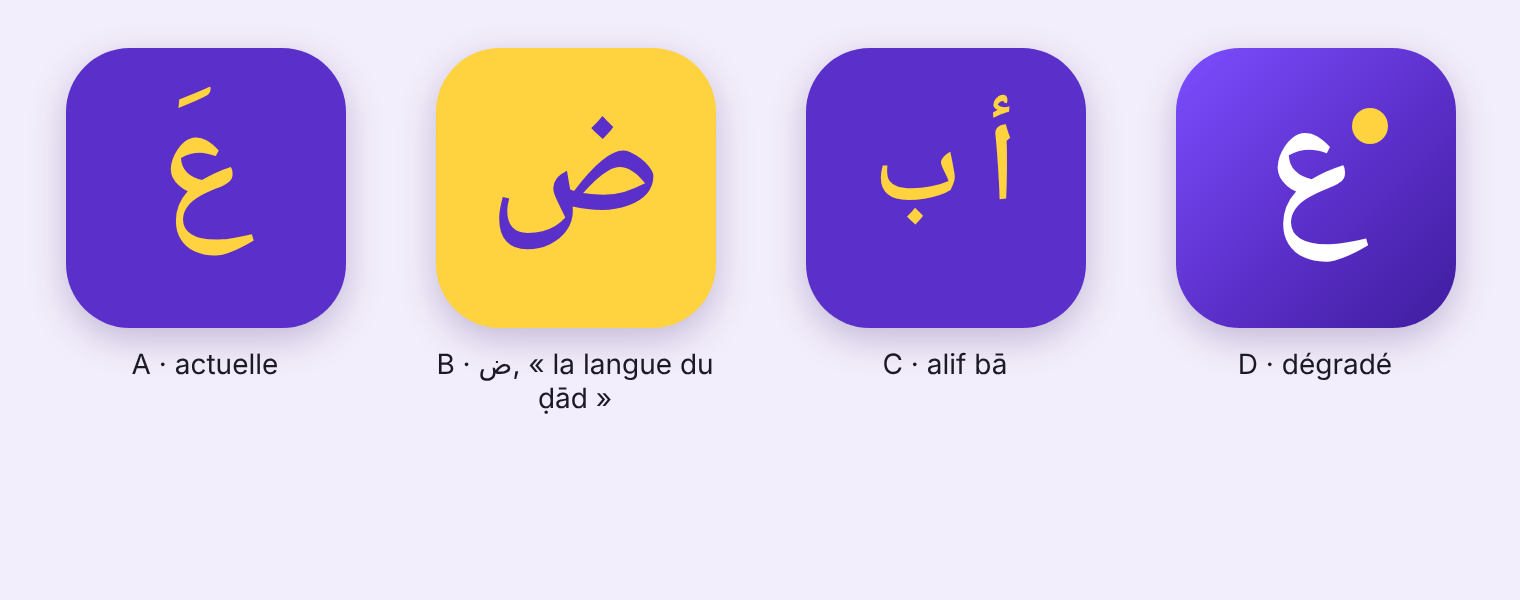 عَ
ض
أ ب
ع
A · actuelle
B · ض, « la langue du
ḍād »
C · alif bā
D · dégradé